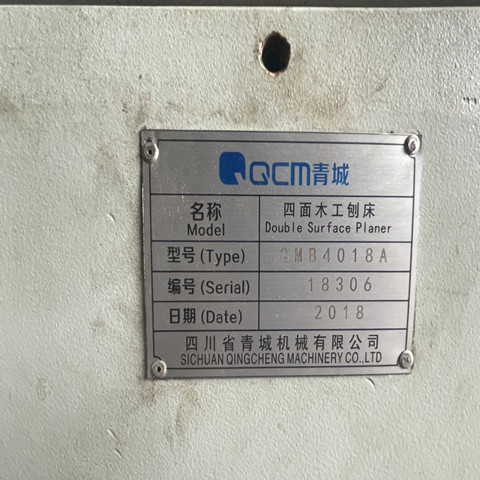 QCM青城
名称 四面木工刨床
Model Double Surface Planer
型号(Type) QMB4018A
编号(Serial) 18306
日期(Date) 2018
四川省青城机械有限公司
SICHUAN QINGCHENG MACHINERY CO.,LTD